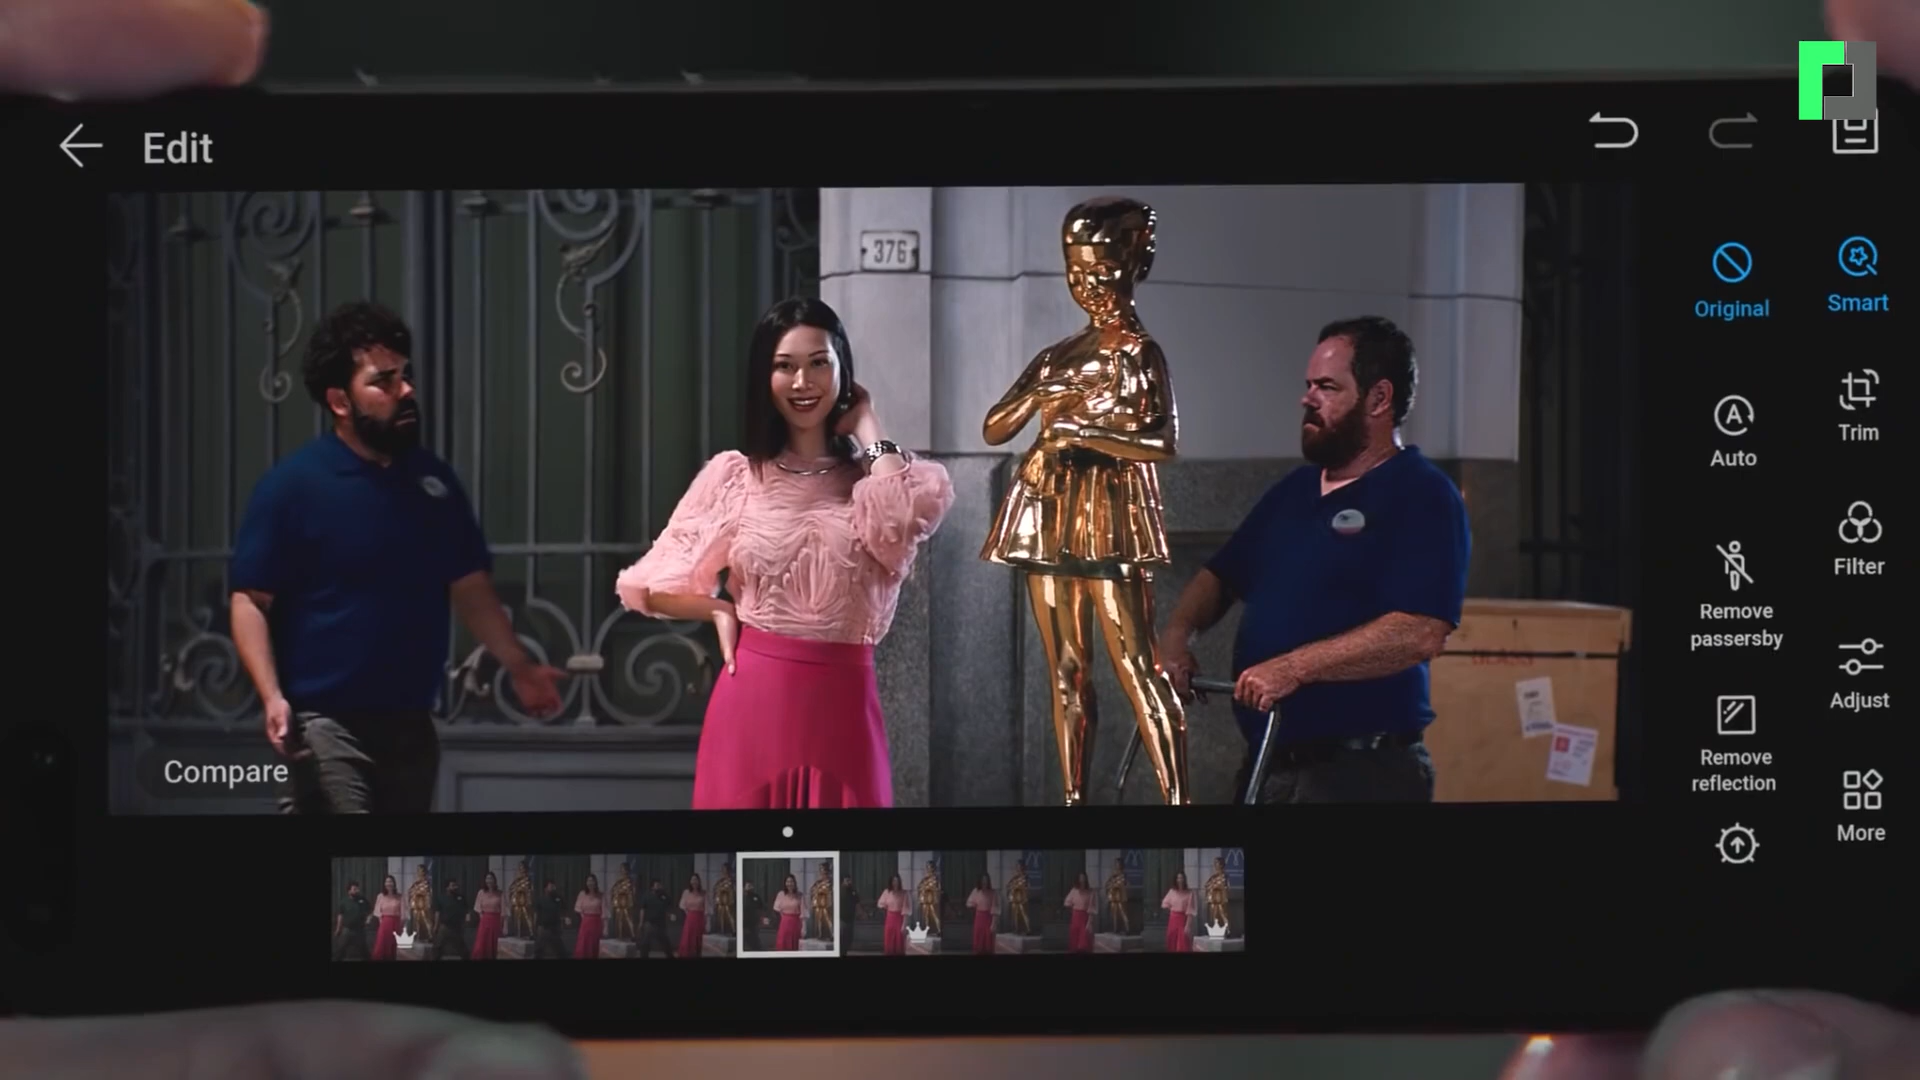 Edit
376
Original
Smart
Auto
Trim
Remove
passersby
Filter
Remove
reflection
Adjust
More
Compare